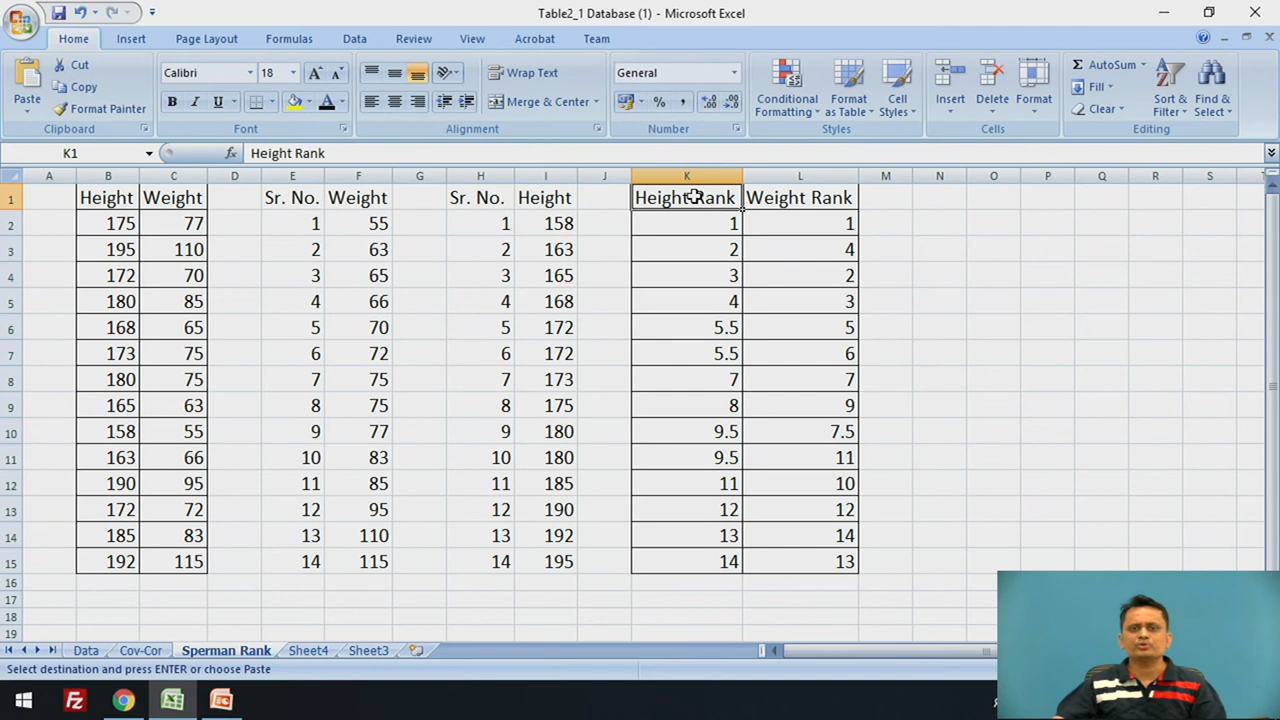 Table2_1 Database (1) - Microsoft Excel
Home Insert Page Layout Formulas Data Review View Acrobat Team
Paste
Cut
Copy
Format Painter
Clipboard
Calibri 18
B I U
Font
Wrap Text
Merge & Center
Alignment
General
%
Number
Conditional Formatting
Format as Table
Cell Styles
Styles
Insert
Delete
Format
Cells
AutoSum
Fill
Clear
Sort & Filter
Find & Select
Editing
K1 fx Height Rank
A B C D E F G H I J K L M N O P Q R S
1 Height Weight Sr. No. Weight Sr. No. Height Height Rank Weight Rank
2 175 77 1 55 1 158 1 1
3 195 110 2 63 2 163 2 4
4 172 70 3 65 3 165 3 2
5 180 85 4 66 4 168 4 3
6 168 65 5 70 5 172 5.5 5
7 173 75 6 72 6 172 5.5 6
8 180 75 7 75 7 173 7 7
9 165 63 8 75 8 175 8 9
10 158 55 9 77 9 180 9.5 7.5
11 163 66 10 83 10 180 9.5 11
12 190 95 11 85 11 185 11 10
13 172 72 12 95 12 190 12 12
14 185 83 13 110 13 192 13 14
15 192 115 14 115 14 195 14 13
16
17
18
19
Data Cov-Cor Sperman Rank Sheet4 Sheet3
Select destination and press ENTER or choose Paste